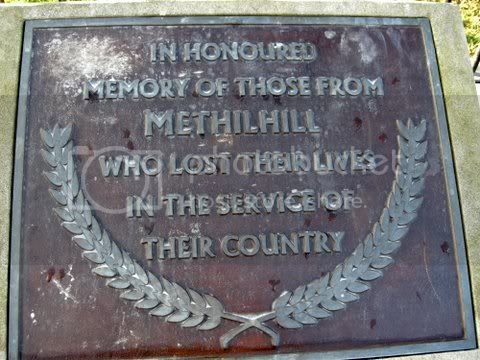 IN HONOURED
MEMORY OF THOSE FROM
METHILHILL
WHO LOST THEIR LIVES
IN THE SERVICE OF
THEIR COUNTRY